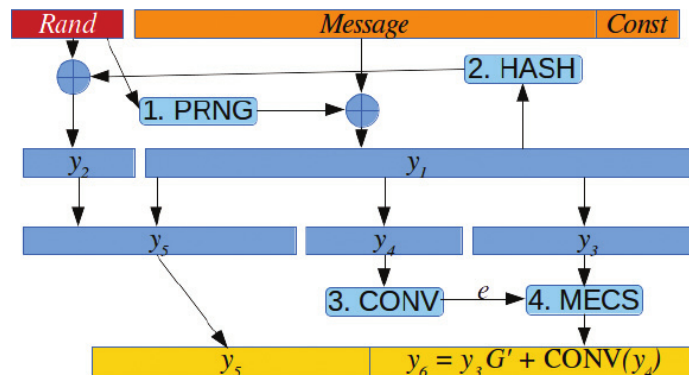 Rand Message Const
2. HASH
1. PRNG
y₂ y₁
y₅ y₄ y₃
3. CONV e 4. MECS
y₅ y₆ = y₃G′ + CONV(y₄)